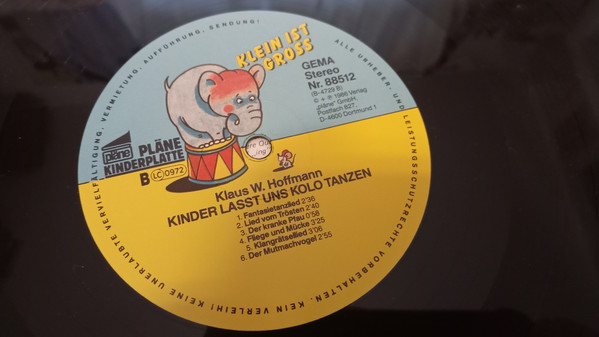 KLEIN IST
GROSS
GEMA
Stereo
Nr. 88512
(B-4729 B)
© + ℗ 1986 Verlag
„pläne“ GmbH,
Postfach 827,
D-4600 Dortmund 1
pläne
PLÄNE
KINDERPLATTE
B LC 0972
Klaus W. Hoffmann
KINDER LASST UNS KOLO TANZEN
1. Fantasietanzlied 2'36
2. Lied vom Trösten 2'40
3. Der kranke Pfau 0'58
4. Fliege und Mücke 3'25
5. Klangrätsellied 3'06
6. Der Mutmachvogel 2'55
ALLE URHEBER- UND LEISTUNGSSCHUTZRECHTE VORBEHALTEN. KEIN VERLEIH! KEINE UNERLAUBTE VERVIELFÄLTIGUNG, VERMIETUNG, AUFFÜHRUNG, SENDUNG!